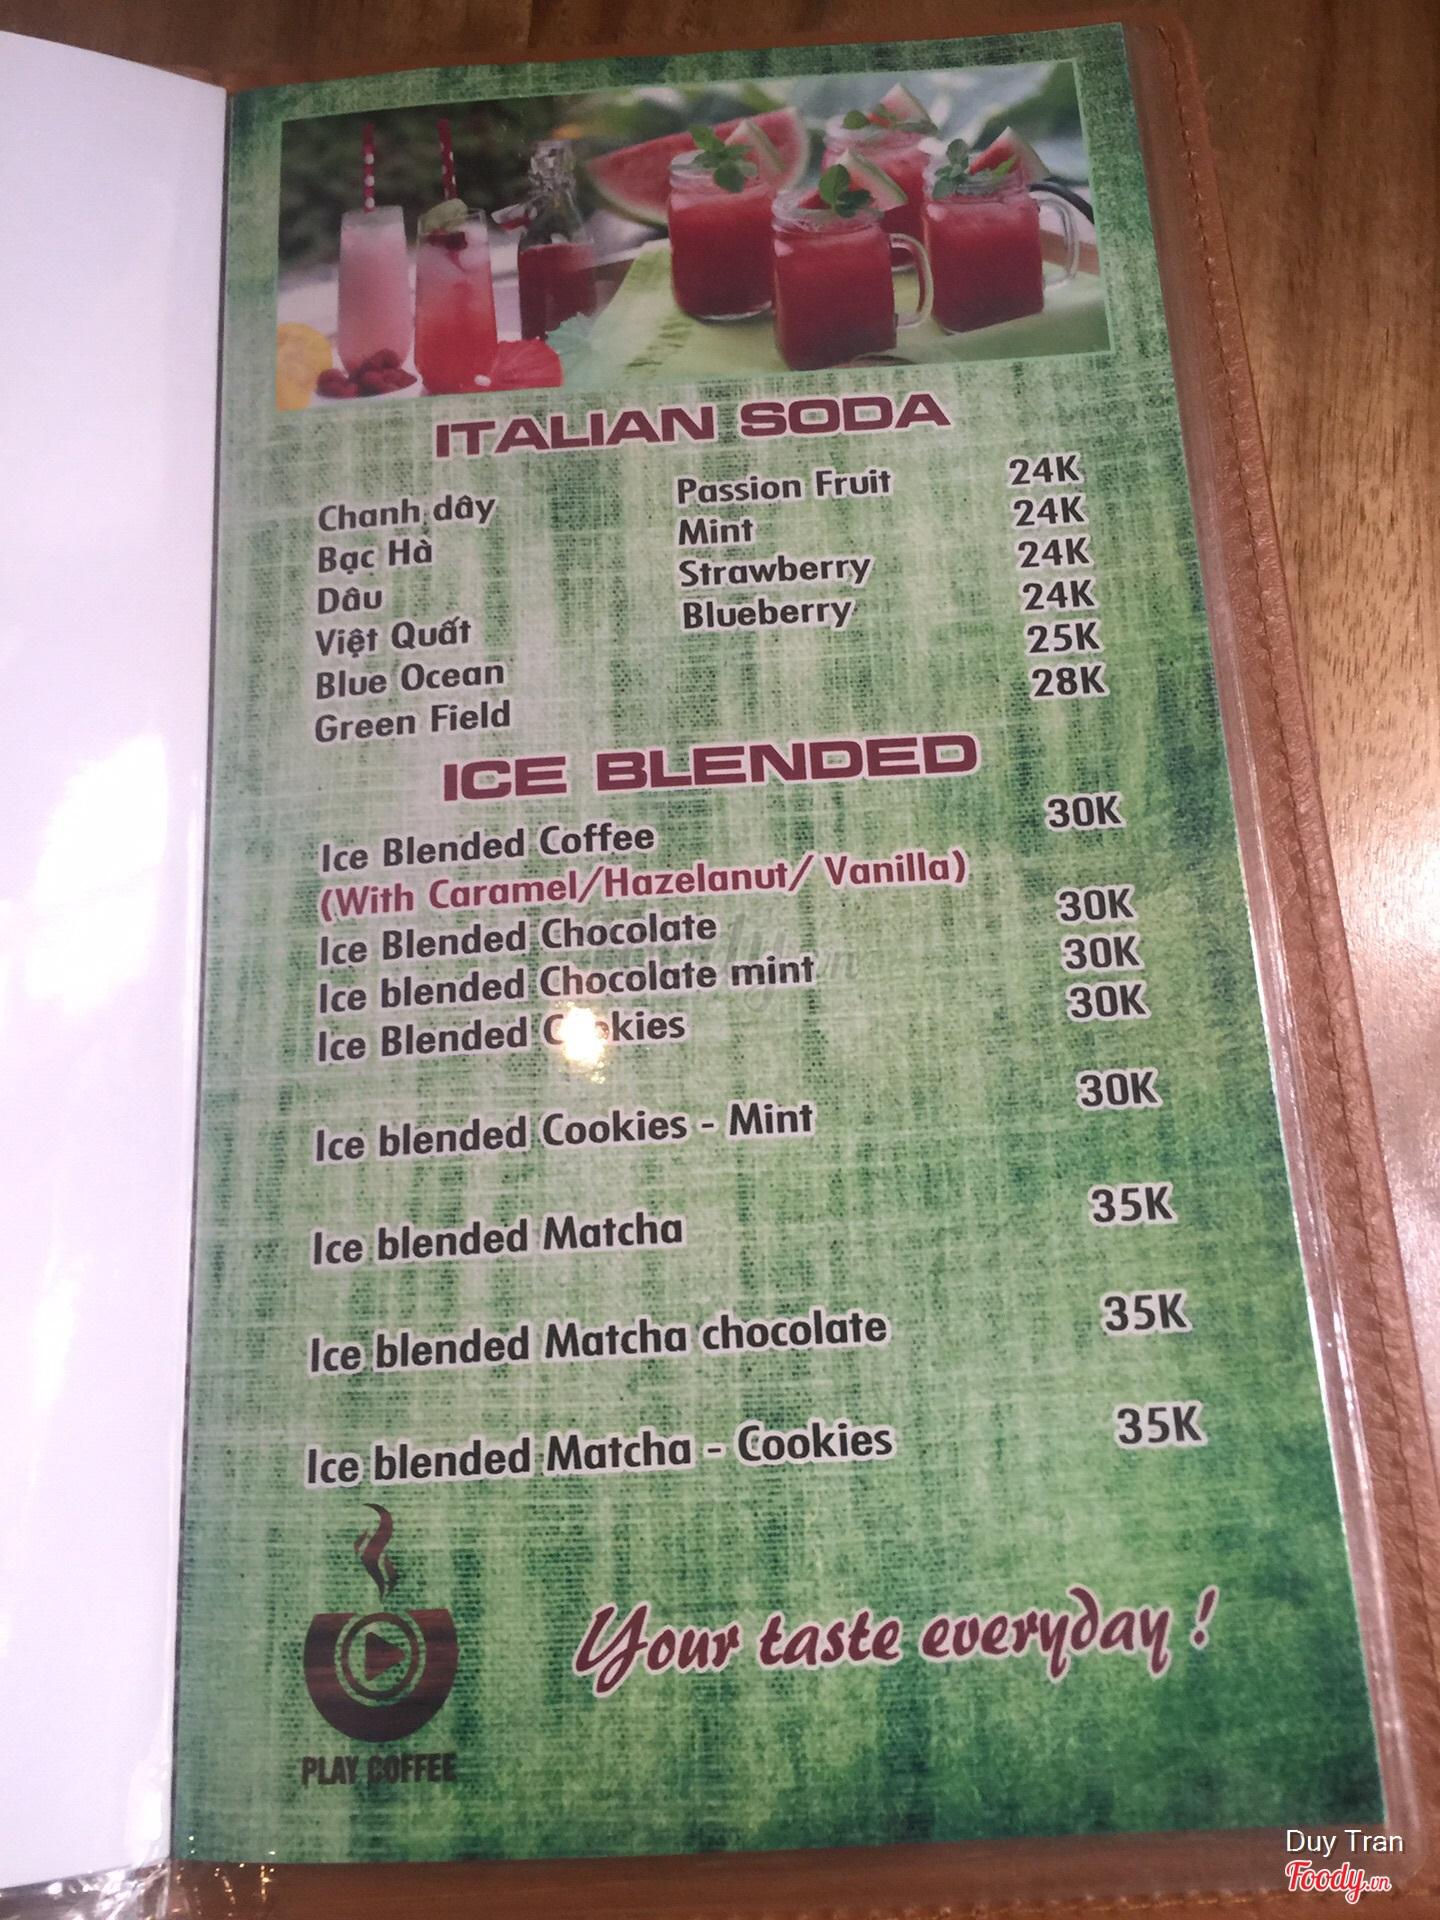 ITALIAN SODA
Chanh dây Passion Fruit 24K
Bạc Hà Mint 24K
Dâu Strawberry 24K
Việt Quất Blueberry 24K
Blue Ocean 25K
Green Field 28K
ICE BLENDED
Ice Blended Coffee 30K
(With Caramel/Hazelanut/ Vanilla)
Ice Blended Chocolate 30K
Ice blended Chocolate mint 30K
Ice Blended Cookies 30K
Ice blended Cookies - Mint 30K
Ice blended Matcha 35K
Ice blended Matcha chocolate 35K
Ice blended Matcha - Cookies 35K
Your taste everyday !
PLAY COFFEE
Duy Tran
Foody.vn